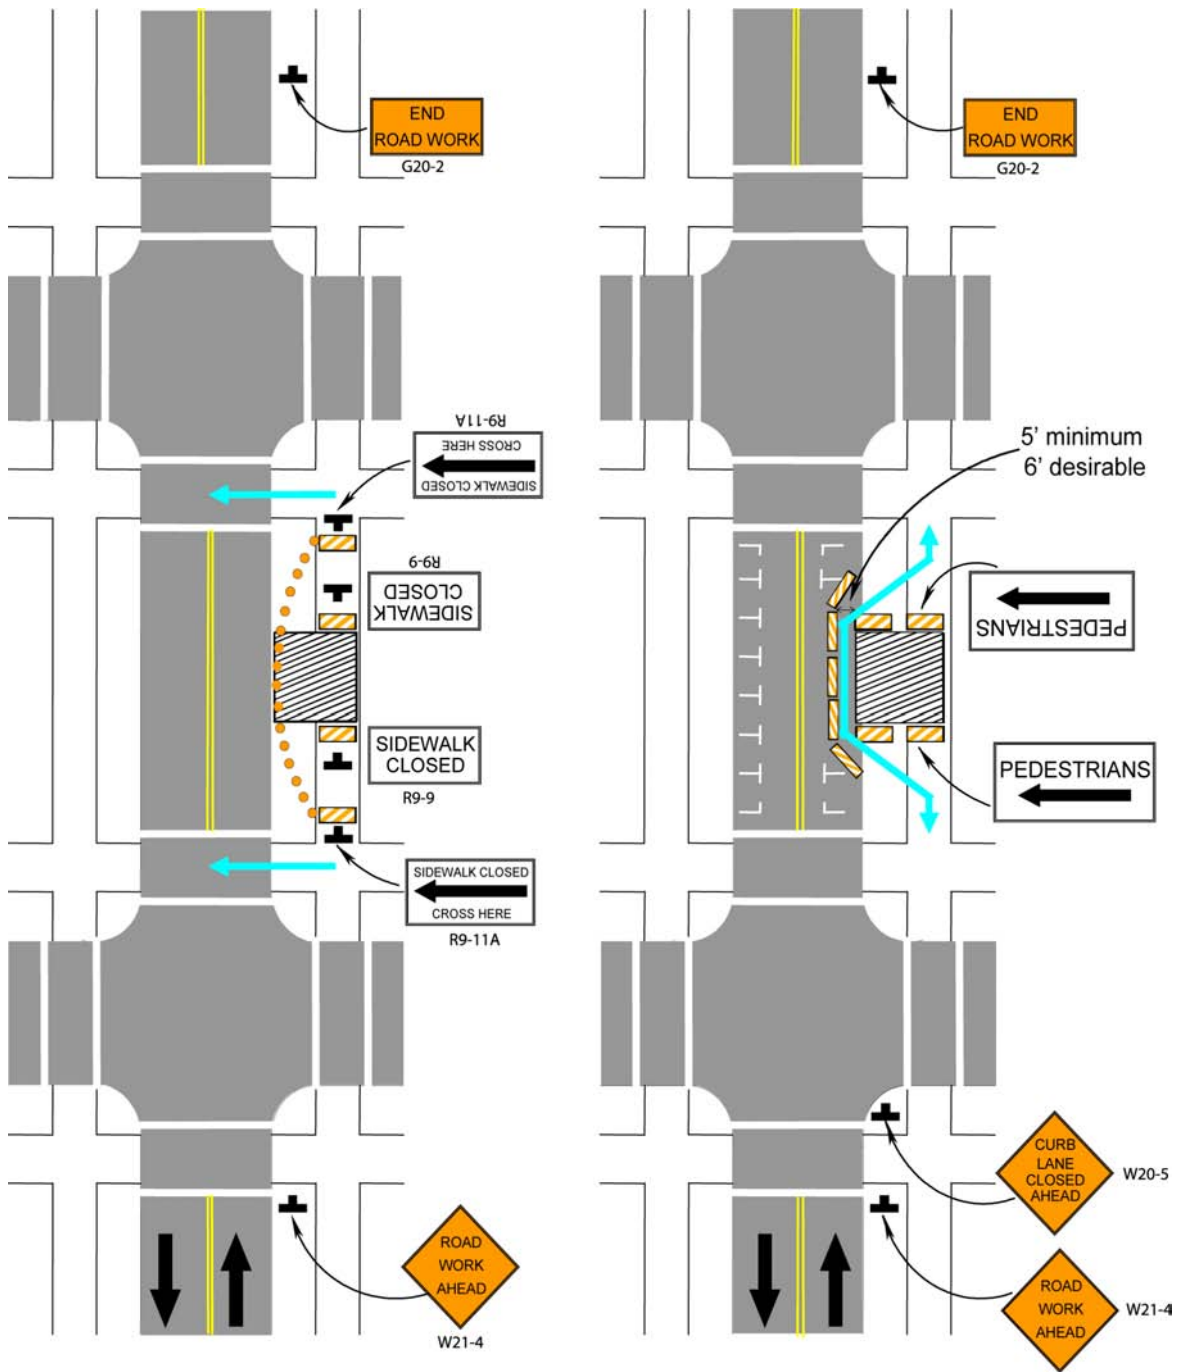 END
ROAD WORK
G20-2
R9-11A
CROSS HERE
SIDEWALK CLOSED
R9-9
SIDEWALK
CLOSED
SIDEWALK
CLOSED
R9-9
SIDEWALK CLOSED
CROSS HERE
R9-11A
ROAD
WORK
AHEAD
W21-4
END
ROAD WORK
G20-2
5' minimum
6' desirable
PEDESTRIANS
PEDESTRIANS
CURB
LANE
CLOSED
AHEAD
W20-5
ROAD
WORK
AHEAD
W21-4